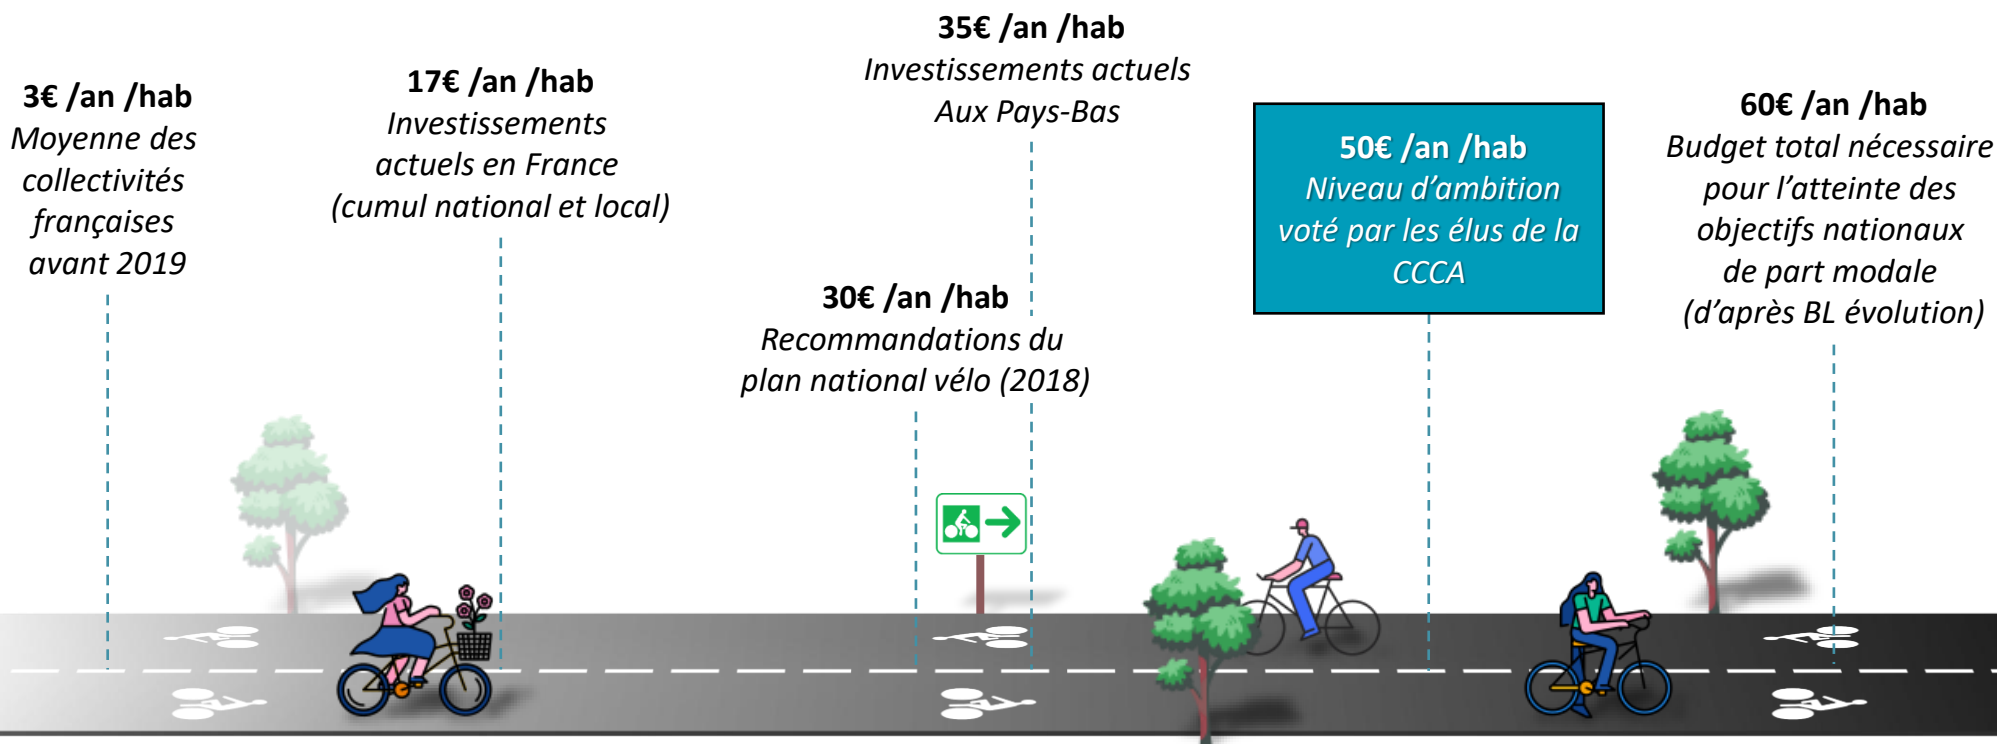 3€ /an /hab
Moyenne des
collectivités
françaises
avant 2019
17€ /an /hab
Investissements
actuels en France
(cumul national et local)
30€ /an /hab
Recommandations du
plan national vélo (2018)
35€ /an /hab
Investissements actuels
Aux Pays-Bas
50€ /an /hab
Niveau d’ambition
voté par les élus de la
CCCA
60€ /an /hab
Budget total nécessaire
pour l’atteinte des
objectifs nationaux
de part modale
(d’après BL évolution)